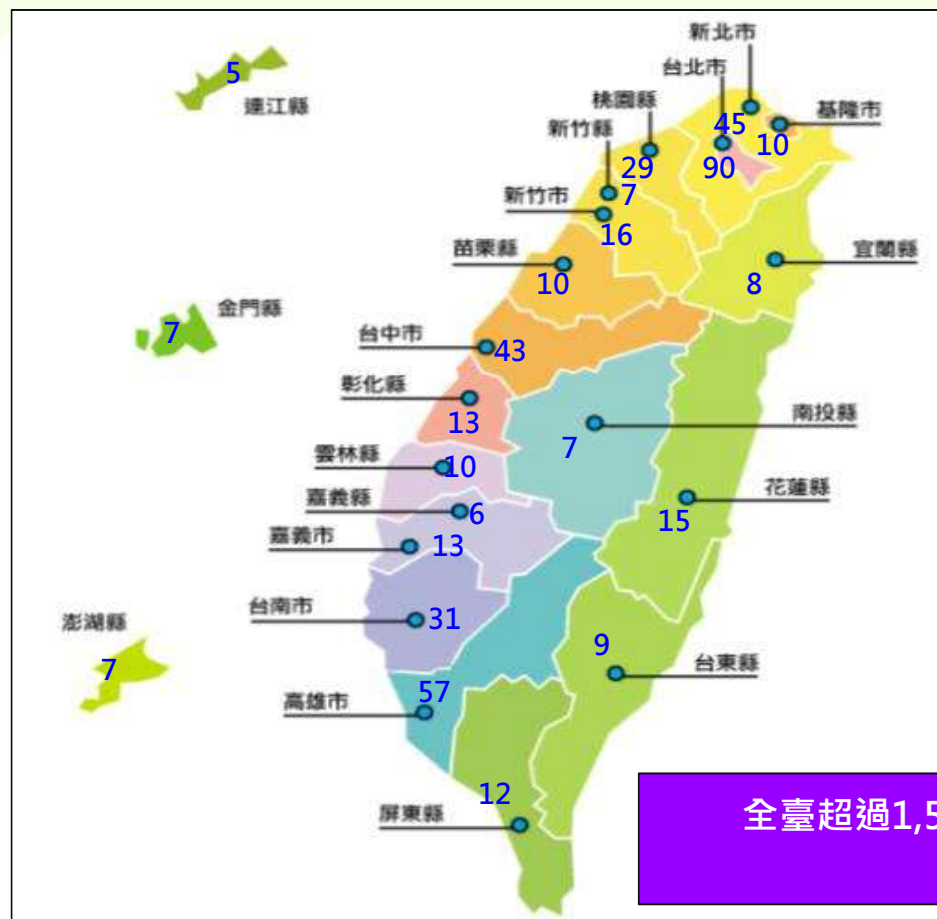 新北市
台北市
桃園縣
基隆市
新竹縣
新竹市
苗栗縣
宜蘭縣
台中市
彰化縣
南投縣
雲林縣
嘉義縣
花蓮縣
嘉義市
台南市
台東縣
高雄市
屏東縣
連江縣
金門縣
澎湖縣
5
45
10
90
29
7
16
10
8
7
43
13
7
10
6
15
13
31
9
7
57
12
全臺超過1,5